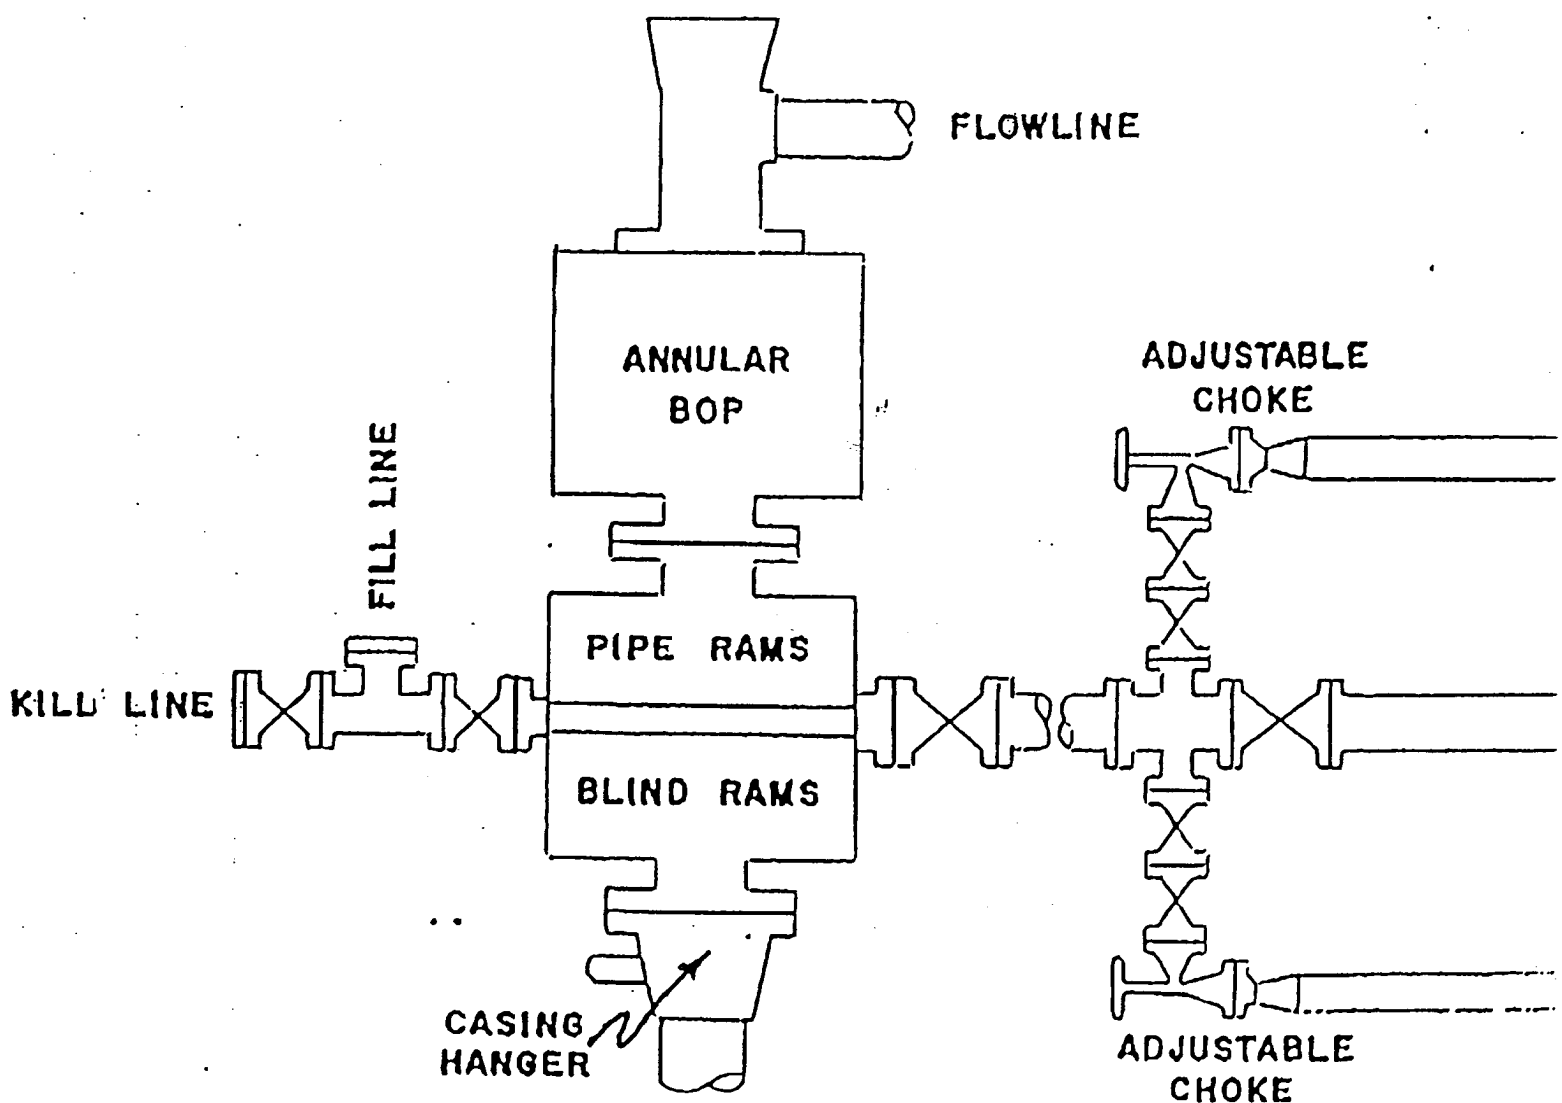 FLOWLINE
ANNULAR
BOP
ADJUSTABLE
CHOKE
FILL LINE
PIPE RAMS
KILL LINE
BLIND RAMS
CASING
HANGER
ADJUSTABLE
CHOKE